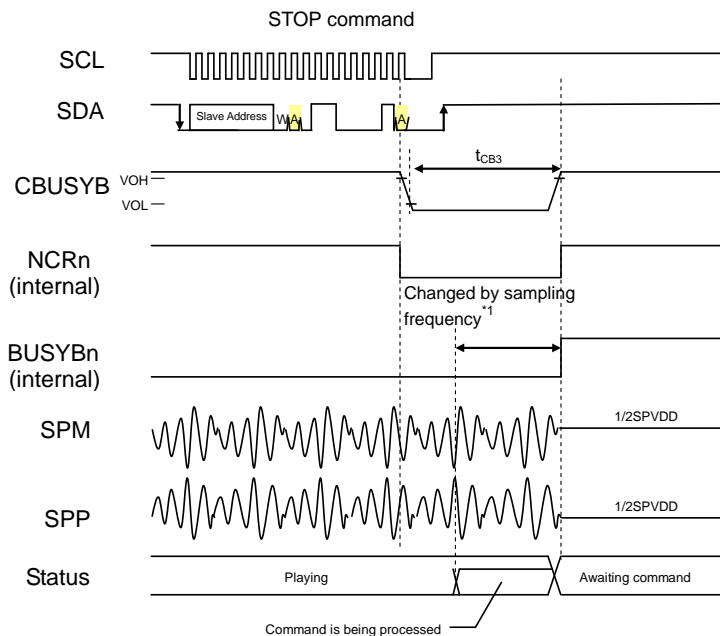 STOP command
SCL
SDA
Slave Address
W
A
A
tCB3
CBUSYB
VOH
VOL
NCRn
(internal)
Changed by sampling
frequency*1
BUSYBn
(internal)
SPM
1/2SPVDD
SPP
1/2SPVDD
Status
Playing
Awaiting command
Command is being processed